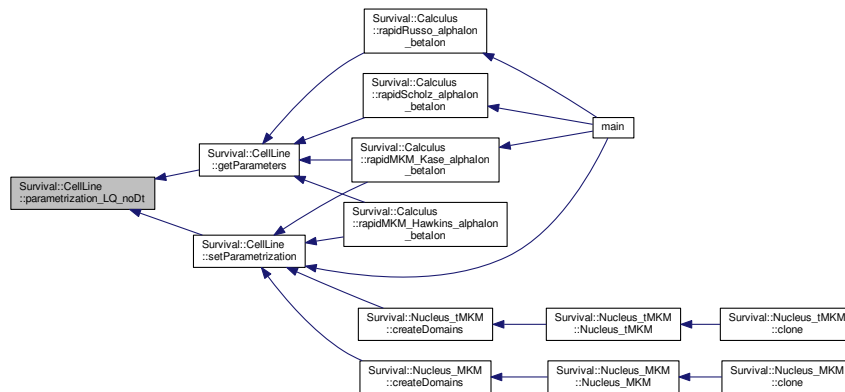 Survival::CellLine
::parametrization_LQ_noDt
Survival::CellLine
::getParameters
Survival::CellLine
::setParametrization
Survival::Calculus
::rapidRusso_alphaIon
_betaIon
Survival::Calculus
::rapidScholz_alphaIon
_betaIon
Survival::Calculus
::rapidMKM_Kase_alphaIon
_betaIon
Survival::Calculus
::rapidMKM_Hawkins_alphaIon
_betaIon
main
Survival::Nucleus_tMKM
::createDomains
Survival::Nucleus_tMKM
::Nucleus_tMKM
Survival::Nucleus_tMKM
::clone
Survival::Nucleus_MKM
::createDomains
Survival::Nucleus_MKM
::Nucleus_MKM
Survival::Nucleus_MKM
::clone